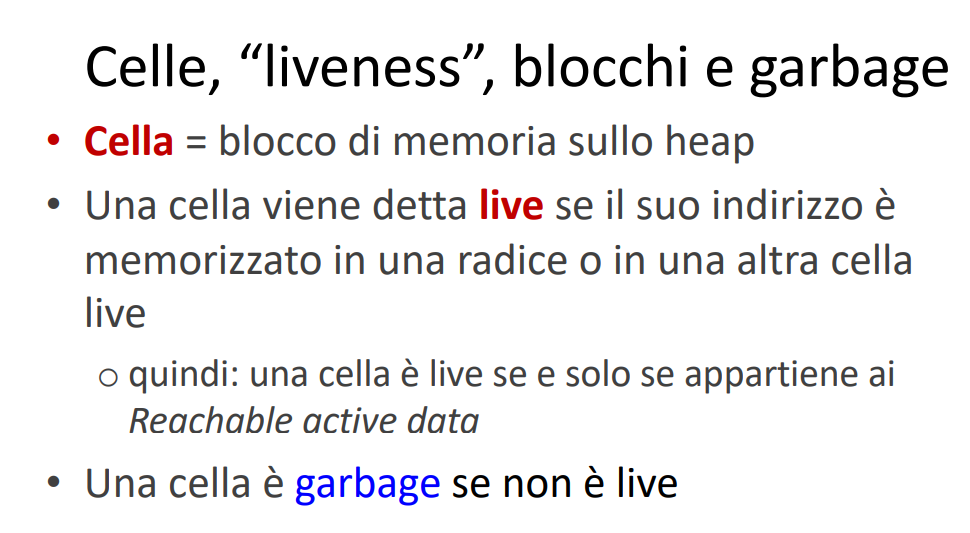 Celle, “liveness”, blocchi e garbage
• Cella = blocco di memoria sullo heap
• Una cella viene detta live se il suo indirizzo è
memorizzato in una radice o in una altra cella
live
o quindi: una cella è live se e solo se appartiene ai
Reachable active data
• Una cella è garbage se non è live